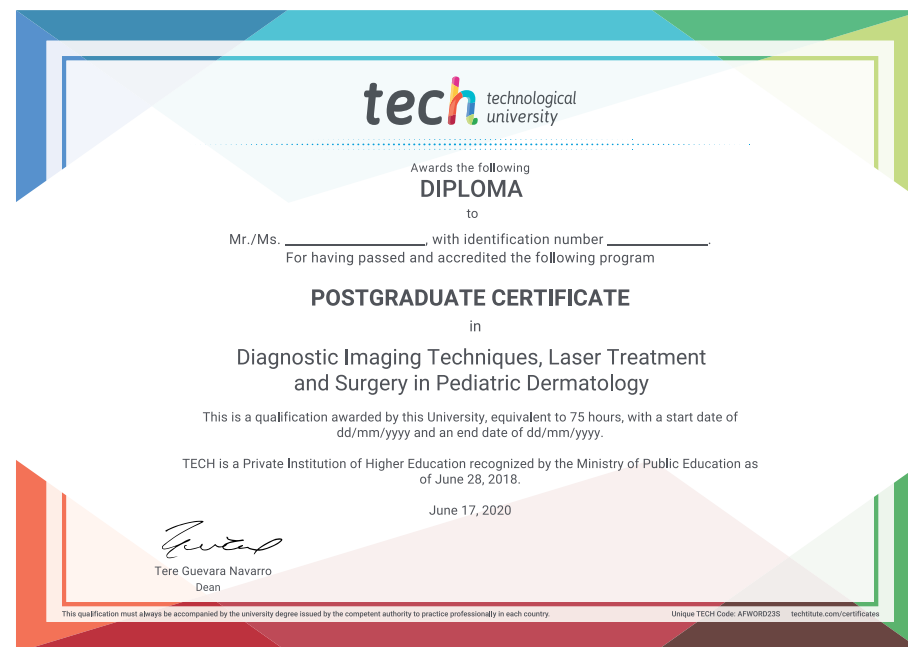 tech technological
university
Awards the following
DIPLOMA
to
Mr./Ms. ____________, with identification number ____________.
For having passed and accredited the following program
POSTGRADUATE CERTIFICATE
in
Diagnostic Imaging Techniques, Laser Treatment
and Surgery in Pediatric Dermatology
This is a qualification awarded by this University, equivalent to 75 hours, with a start date of
dd/mm/yyyy and an end date of dd/mm/yyyy.
TECH is a Private Institution of Higher Education recognized by the Ministry of Public Education as
of June 28, 2018.
June 17, 2020
Tere Guevara Navarro
Dean
This qualification must always be accompanied by the university degree issued by the competent authority to practice professionally in each country. Unique TECH Code: AFWORD23S techtitute.com/certificates